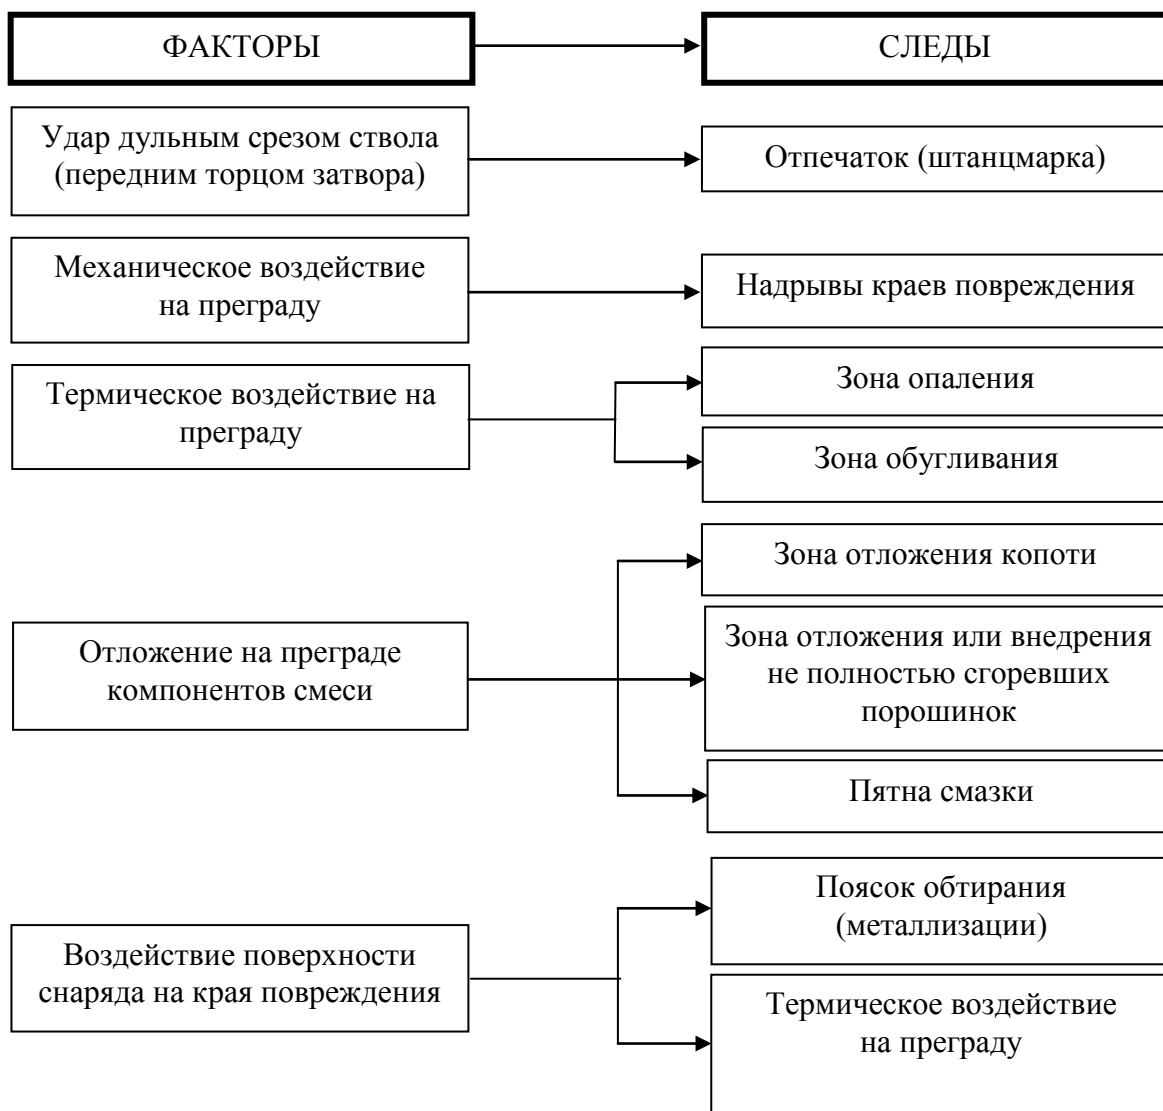 ФАКТОРЫ
СЛЕДЫ
Удар дульным срезом ствола
(передним торцом затвора)
Отпечаток (штанцмарка)
Механическое воздействие
на преграду
Надрывы краев повреждения
Термическое воздействие на
преграду
Зона опаления
Зона обугливания
Отложение на преграде
компонентов смеси
Зона отложения копоти
Зона отложения или внедрения
не полностью сгоревших
порошинок
Пятна смазки
Воздействие поверхности
снаряда на края повреждения
Поясок обтирания
(металлизации)
Термическое воздействие
на преграду